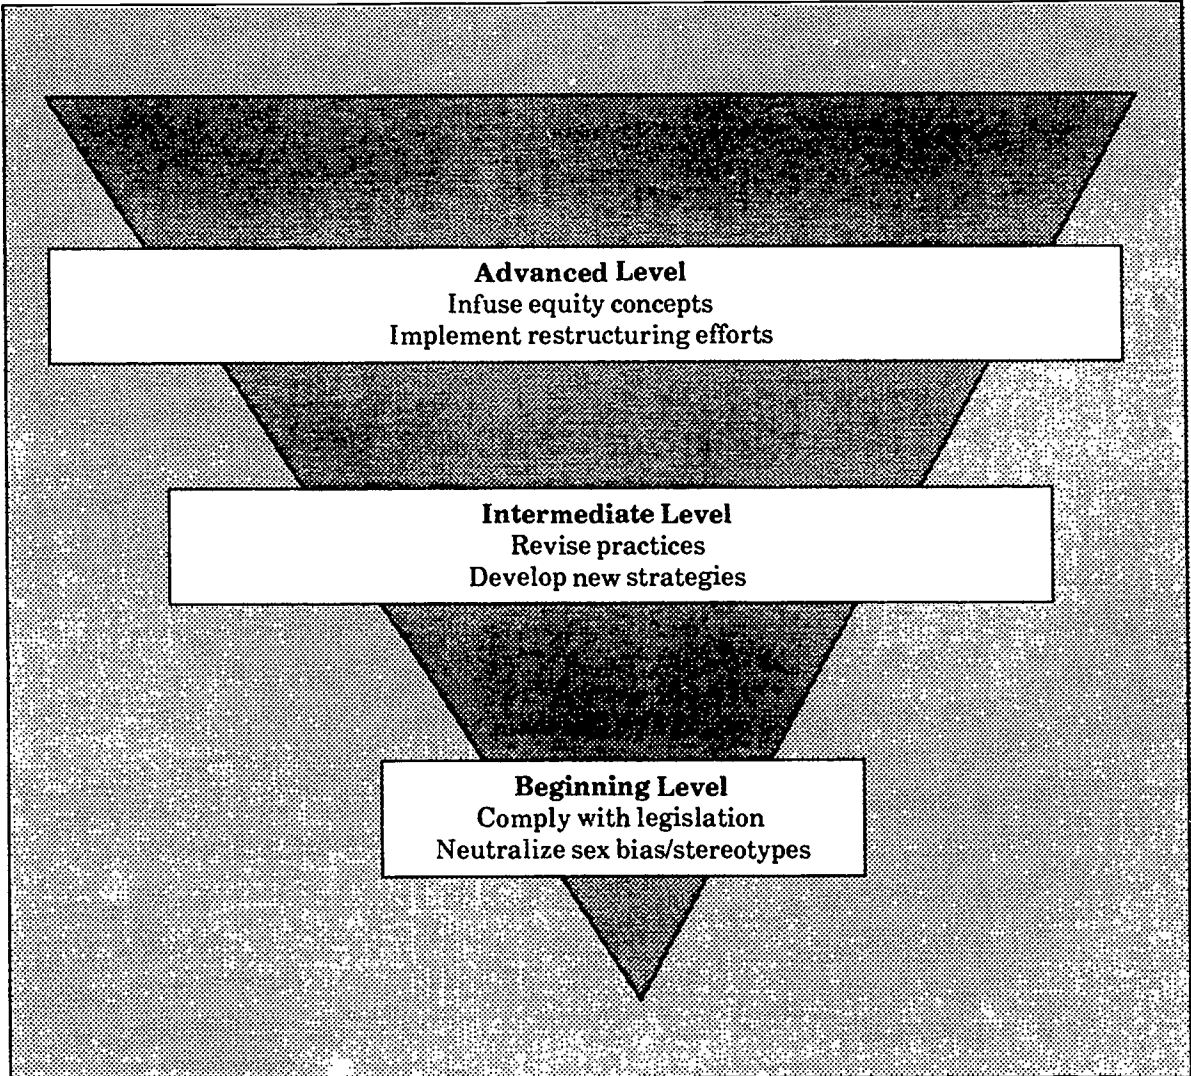 Advanced Level
Infuse equity concepts
Implement restructuring efforts
Intermediate Level
Revise practices
Develop new strategies
Beginning Level
Comply with legislation
Neutralize sex bias/stereotypes